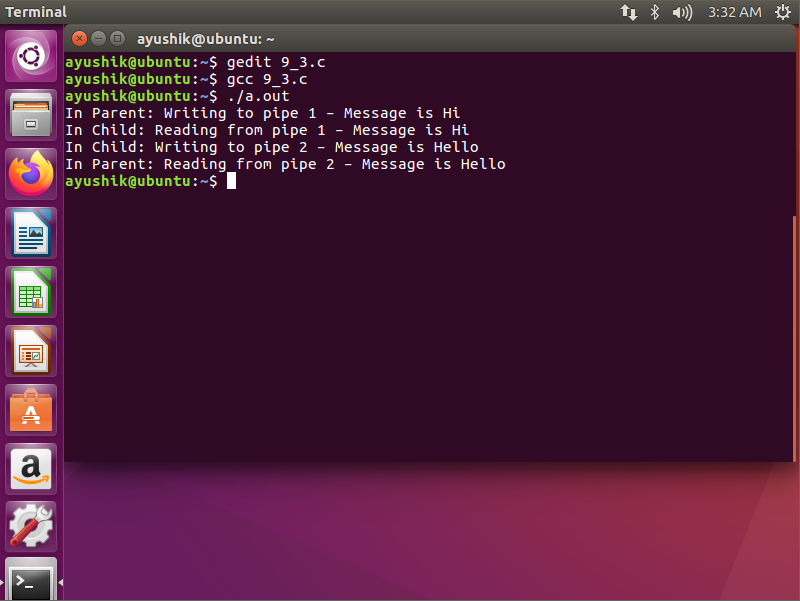 Terminal
3:32 AM
ayushik@ubuntu: ~
ayushik@ubuntu:~$ gedit 9_3.c
ayushik@ubuntu:~$ gcc 9_3.c
ayushik@ubuntu:~$ ./a.out
In Parent: Writing to pipe 1 – Message is Hi
In Child: Reading from pipe 1 – Message is Hi
In Child: Writing to pipe 2 – Message is Hello
In Parent: Reading from pipe 2 – Message is Hello
ayushik@ubuntu:~$